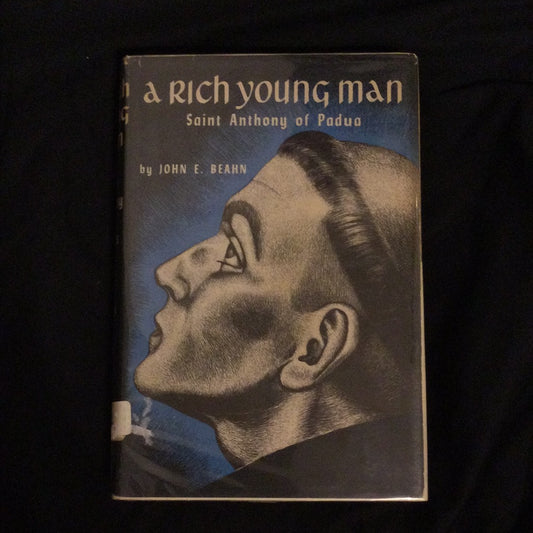 a Rich young man
Saint Anthony of Padua
by JOHN E. BEAHN